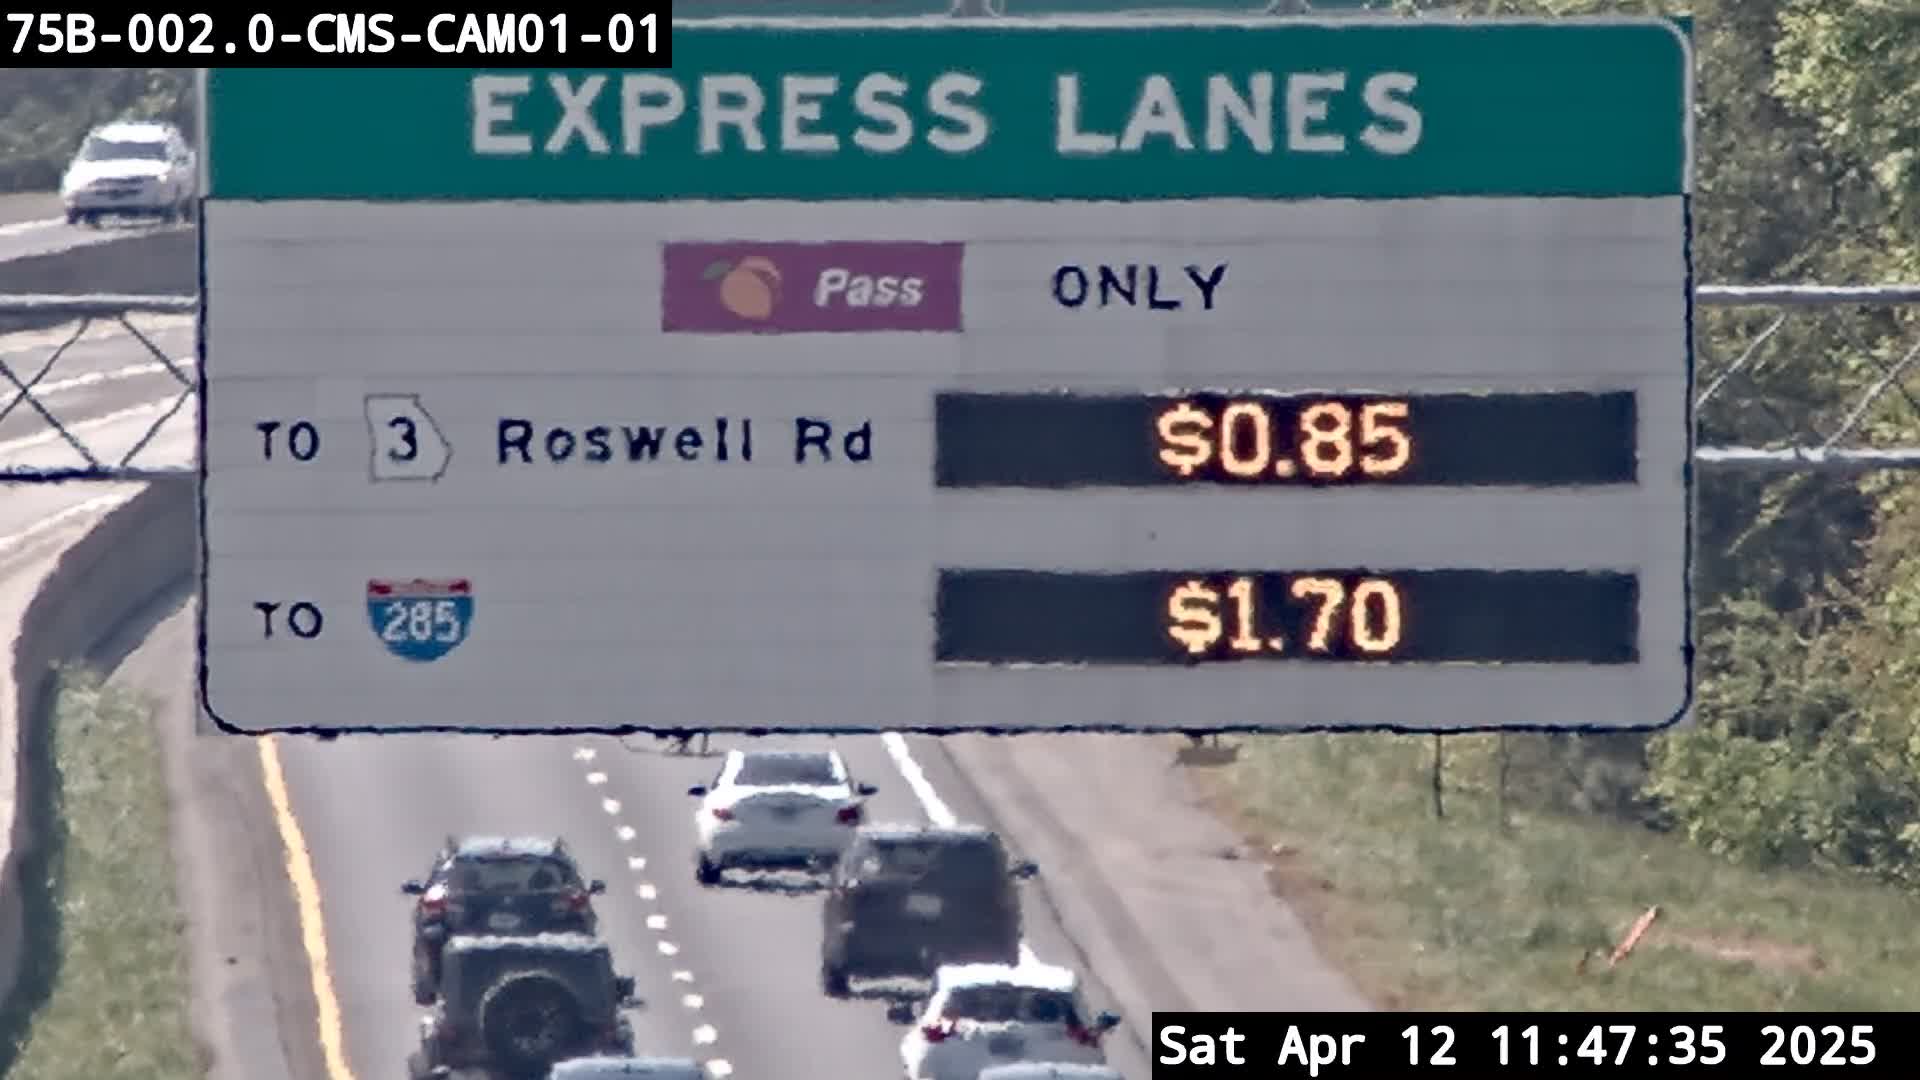 75B-002.0-CMS-CAM01-01
EXPRESS LANES
Pass ONLY
TO 3 Roswell Rd $0.85
TO 285 $1.70
Sat Apr 12 11:47:35 2025